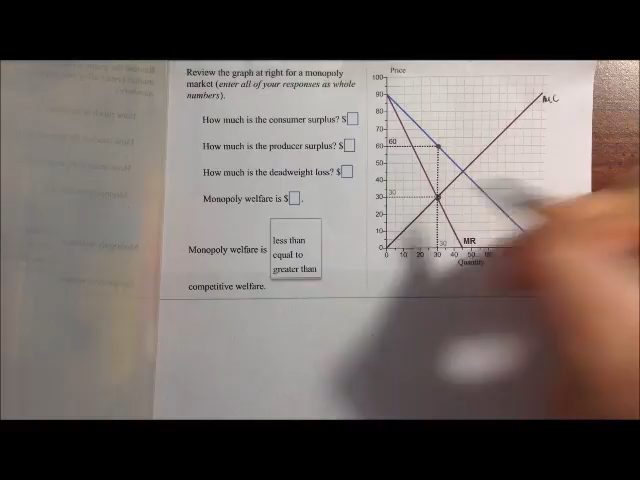 Review the graph at right for a monopoly
market (enter all of your responses as whole
numbers).
How much is the consumer surplus? $
How much is the producer surplus? $
How much is the deadweight loss? $
Monopoly welfare is $ .
Monopoly welfare is
less than
equal to
greater than
competitive welfare.
Price
100
90
80
70
60
50
40
30
20
10
0
60
30
30
MC
MR
0 10 20 30 40 50
Quantity